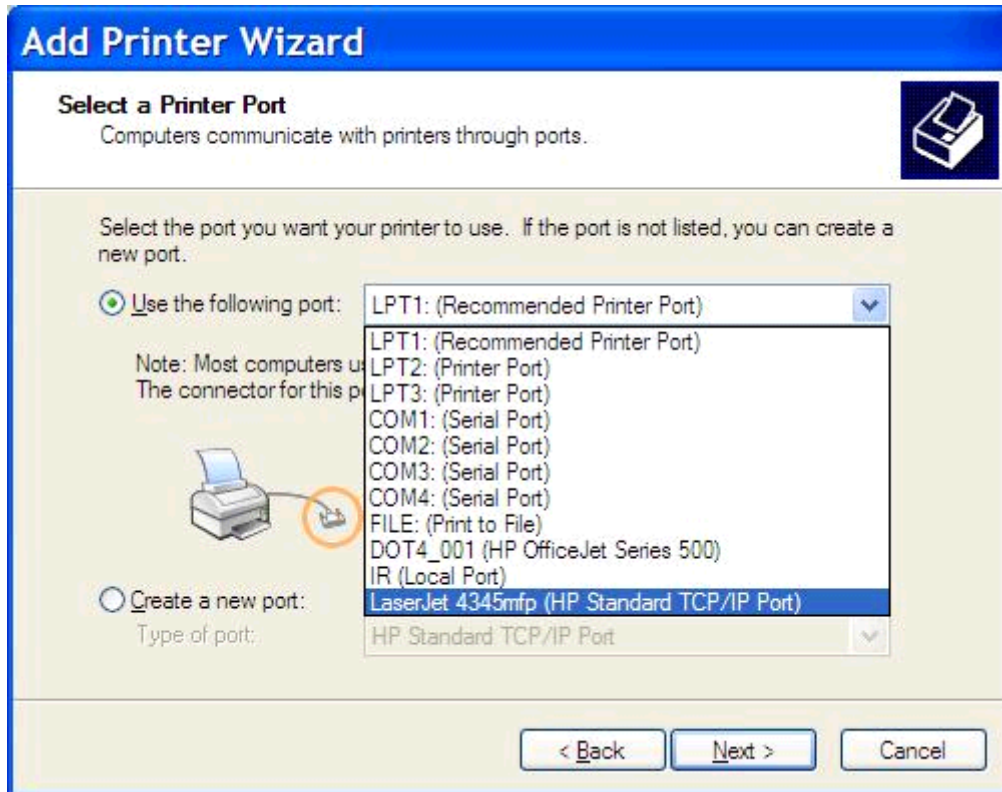 Add Printer Wizard
Select a Printer Port
Computers communicate with printers through ports.
Select the port you want your printer to use. If the port is not listed, you can create a
new port.
Use the following port: LPT1: (Recommended Printer Port)
LPT1: (Recommended Printer Port)
Note: Most computers LPT2: (Printer Port)
The connector for this LPT3: (Printer Port)
COM1: (Serial Port)
COM2: (Serial Port)
COM3: (Serial Port)
COM4: (Serial Port)
FILE: (Print to File)
DOT4_001 (HP OfficeJet Series 500)
IR (Local Port)
Create a new port: LaserJet 4345mfp (HP Standard TCP/IP Port)
Type of port: HP Standard TCP/IP Port
< Back Next > Cancel